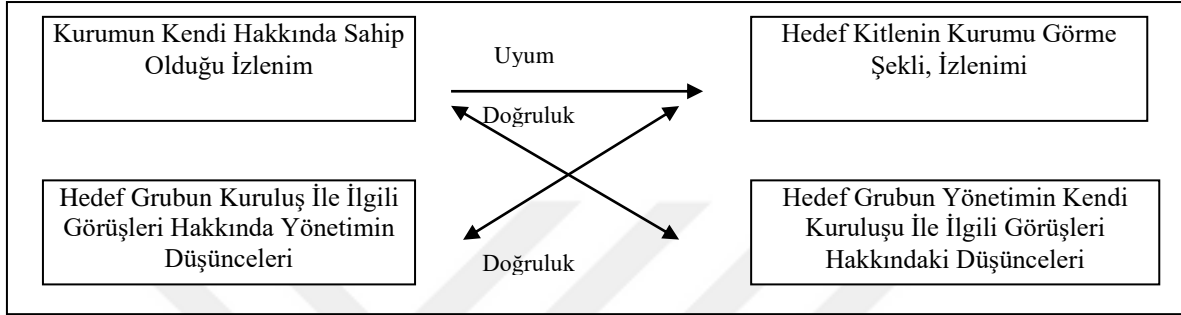 Kurumun Kendi Hakkında Sahip
Olduğu İzlenim
Uyum
Hedef Kitlenin Kurumu Görme
Şekli, İzlenimi
Doğruluk
Hedef Grubun Kuruluş İle İlgili
Görüşleri Hakkında Yönetimin
Düşünceleri
Doğruluk
Hedef Grubun Yönetimin Kendi
Kuruluşu İle İlgili Görüşleri
Hakkındaki Düşünceleri